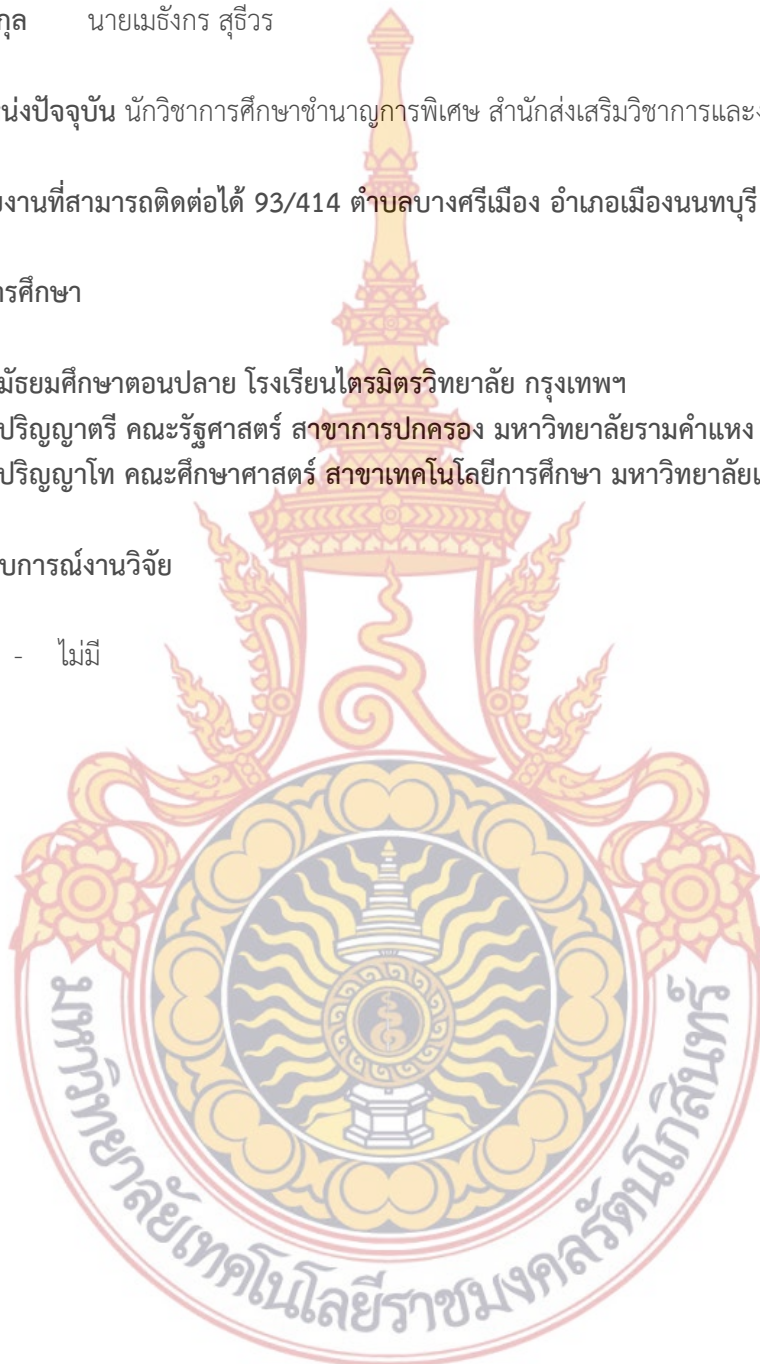 กุล นายเมธังกร สุธีวร
น่งปัจจุบัน นักวิชาการศึกษาชำนาญการพิเศษ สำนักส่งเสริมวิชาการและง
งานที่สามารถติดต่อได้ 93/414 ตำบลบางศรีเมือง อำเภอเมืองนนทบุรี
ารศึกษา
มัธยมศึกษาตอนปลาย โรงเรียนไตรมิตรวิทยาลัย กรุงเทพฯ
ปริญญาตรี คณะรัฐศาสตร์ สาขาการปกครอง มหาวิทยาลัยรามคำแหง
ปริญญาโท คณะศึกษาศาสตร์ สาขาเทคโนโลยีการศึกษา มหาวิทยาลัยเ
บการณ์งานวิจัย
- ไม่มี
มหาวิทยาลัยเทคโนโลยีราชมงคลรัตนโกสินทร์